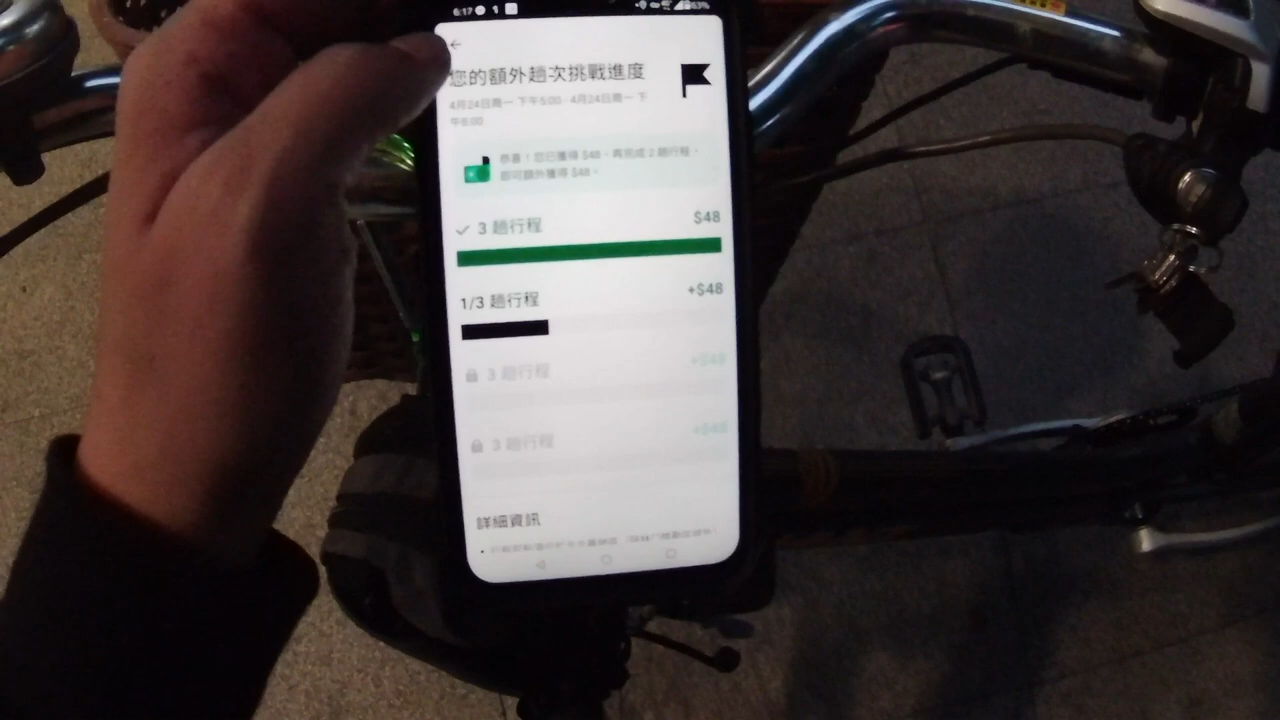 6:17
63%
您的額外趟次挑戰進度
4月24日周一 下午5:00 - 4月24日周一 下
午8:00
恭喜！您已獲得 $48。再完成 2 趟行程，
即可額外獲得 $48。
3 趟行程 $48
1/3 趟行程 +$48
3 趟行程 +$48
3 趟行程 +$48
詳細資訊